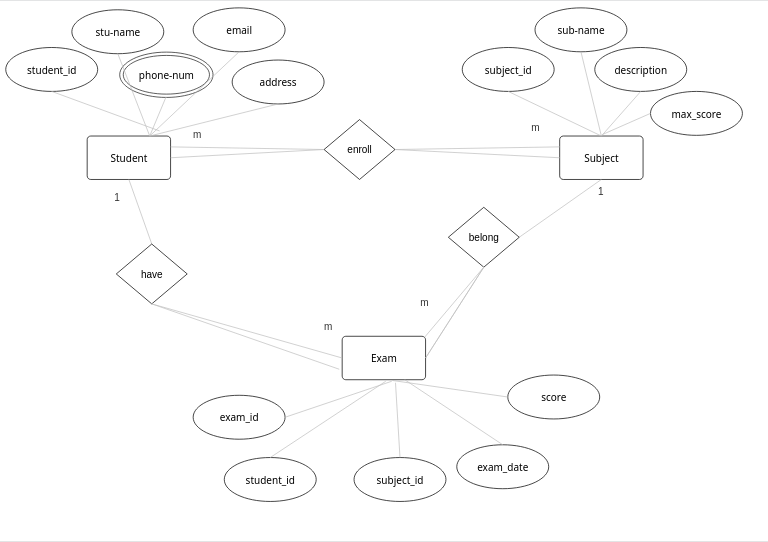 stu-name
email
sub-name
student_id
phone-num
address
subject_id
description
max_score
m
m
Student
enroll
Subject
1
1
belong
have
m
m
Exam
score
exam_id
student_id
subject_id
exam_date